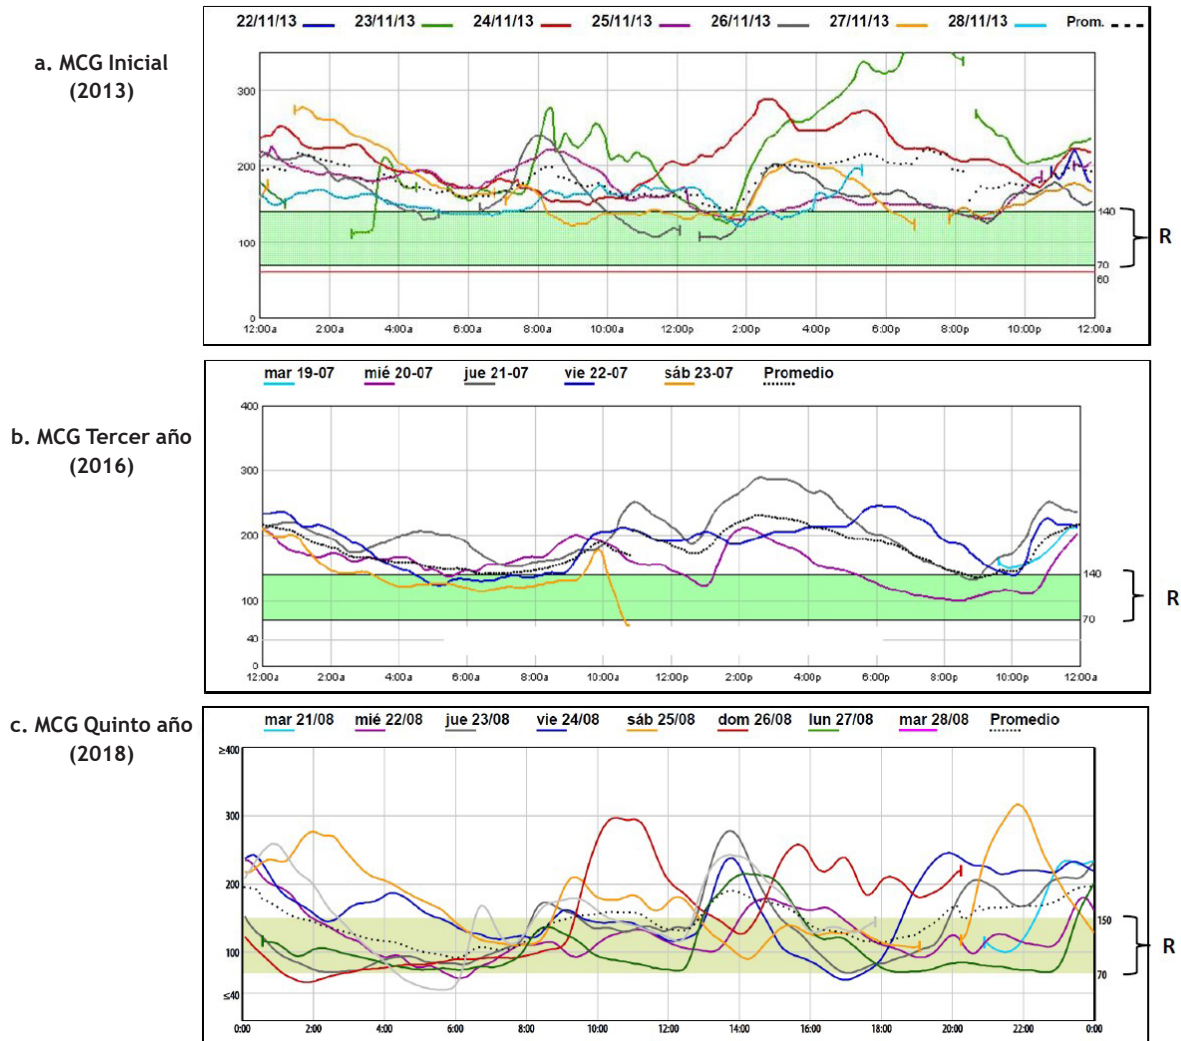 a. MCG Inicial
(2013)
22/11/13 23/11/13 24/11/13 25/11/13 26/11/13 27/11/13 28/11/13 Prom.
300
200
100
0
140
70
60
R
12:00a 2:00a 4:00a 6:00a 8:00a 10:00a 12:00p 2:00p 4:00p 6:00p 8:00p 10:00p 12:00a
b. MCG Tercer año
(2016)
mar 19-07 mié 20-07 jue 21-07 vie 22-07 sáb 23-07 Promedio
400
300
200
100
40
0
140
70
R
12:00a 2:00a 4:00a 6:00a 8:00a 10:00a 12:00p 2:00p 4:00p 6:00p 8:00p 10:00p 12:00a
c. MCG Quinto año
(2018)
mar 21/08 mié 22/08 jue 23/08 vie 24/08 sáb 25/08 dom 26/08 lun 27/08 mar 28/08 Promedio
≥400
300
200
100
≤40
150
70
R
0:00 2:00 4:00 6:00 8:00 10:00 12:00 14:00 16:00 18:00 20:00 22:00 0:00